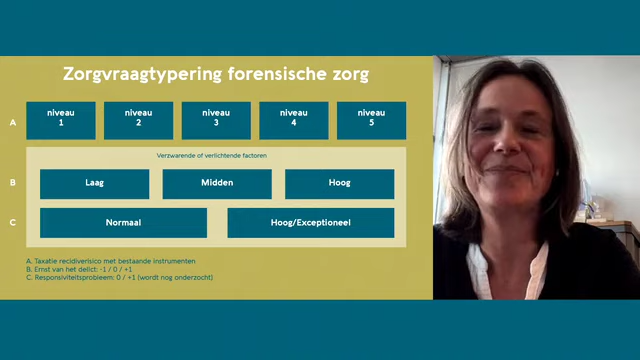 Zorgvraagtypering forensische zorg
A
niveau
1
niveau
2
niveau
3
niveau
4
niveau
5
Verzwarende of verlichtende factoren
B
Laag
Midden
Hoog
C
Normaal
Hoog/Exceptioneel
A. Taxatie recidiverisico met bestaande instrumenten
B. Ernst van het delict: -1 / 0 / +1
C. Responsiviteitsprobleem: 0 / +1 (wordt nog onderzocht)